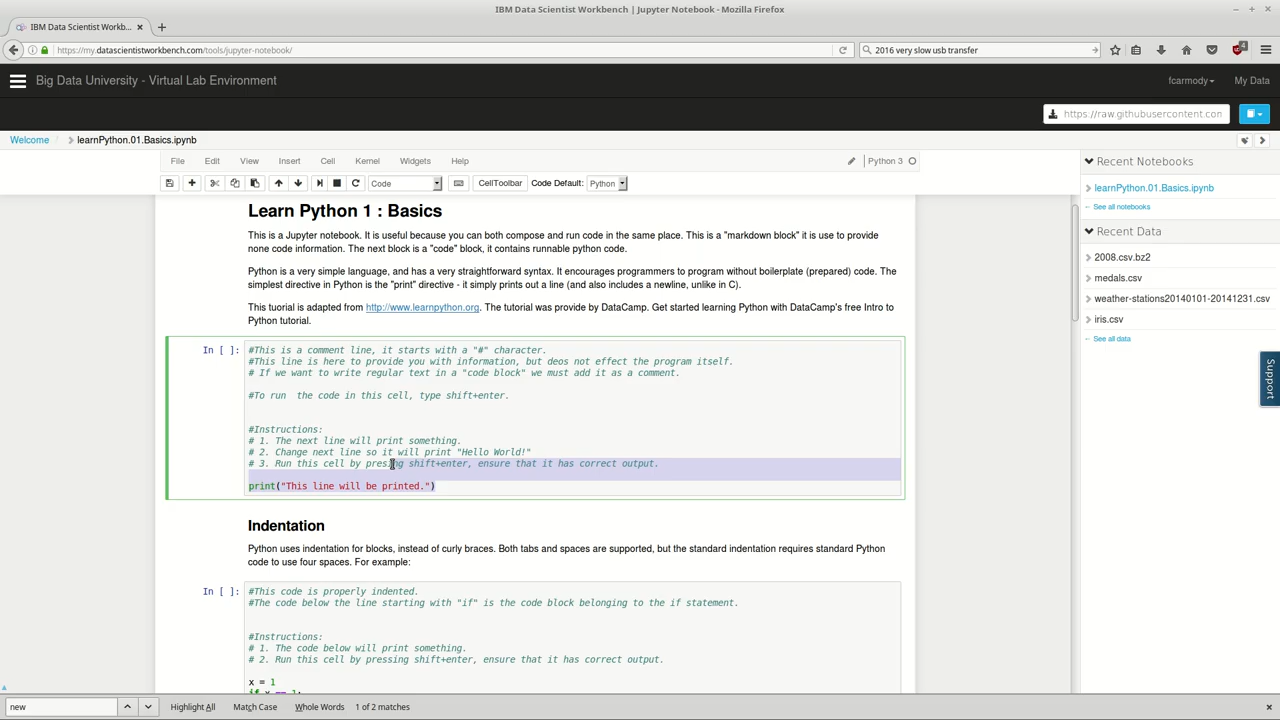 IBM Data Scientist Workbench | Jupyter Notebook - Mozilla Firefox
IBM Data Scientist Workb...
https://my.datascientistworkbench.com/tools/jupyter-notebook/
2016 very slow usb transfer
4
Big Data University - Virtual Lab Environment
fcarmody
My Data
https://raw.githubusercontent.con
Welcome
learnPython.01.Basics.ipynb
File Edit View Insert Cell Kernel Widgets Help
Python 3
Code
CellToolbar
Code Default: Python
Learn Python 1 : Basics
This is a Jupyter notebook. It is useful because you can both compose and run code in the same place. This is a "markdown block" it is use to provide
none code information. The next block is a "code" block, it contains runnable python code.
Python is a very simple language, and has a very straightforward syntax. It encourages programmers to program without boilerplate (prepared) code. The
simplest directive in Python is the "print" directive - it simply prints out a line (and also includes a newline, unlike in C).
This tuorial is adapted from http://www.learnpython.org. The tutorial was provide by DataCamp. Get started learning Python with DataCamp's free Intro to
Python tutorial.
In [ ]:
#This is a comment line, it starts with a "#" character.
#This line is here to provide you with information, but deos not effect the program itself.
# If we want to write regular text in a "code block" we must add it as a comment.
#To run  the code in this cell, type shift+enter.
#Instructions:
# 1. The next line will print something.
# 2. Change next line so it will print "Hello World!"
# 3. Run this cell by pressing shift+enter, ensure that it has correct output.
print("This line will be printed.")
Indentation
Python uses indentation for blocks, instead of curly braces. Both tabs and spaces are supported, but the standard indentation requires standard Python
code to use four spaces. For example:
In [ ]:
#This code is properly indented.
#The code below the line starting with "if" is the code block belonging to the if statement.
#Instructions:
# 1. The code below will print something.
# 2. Run this cell by pressing shift+enter, ensure that it has correct output.
x = 1
if x == 1:
Recent Notebooks
learnPython.01.Basics.ipynb
← See all notebooks
Recent Data
2008.csv.bz2
medals.csv
weather-stations20140101-20141231.csv
iris.csv
← See all data
Support
new
Highlight All
Match Case
Whole Words
1 of 2 matches